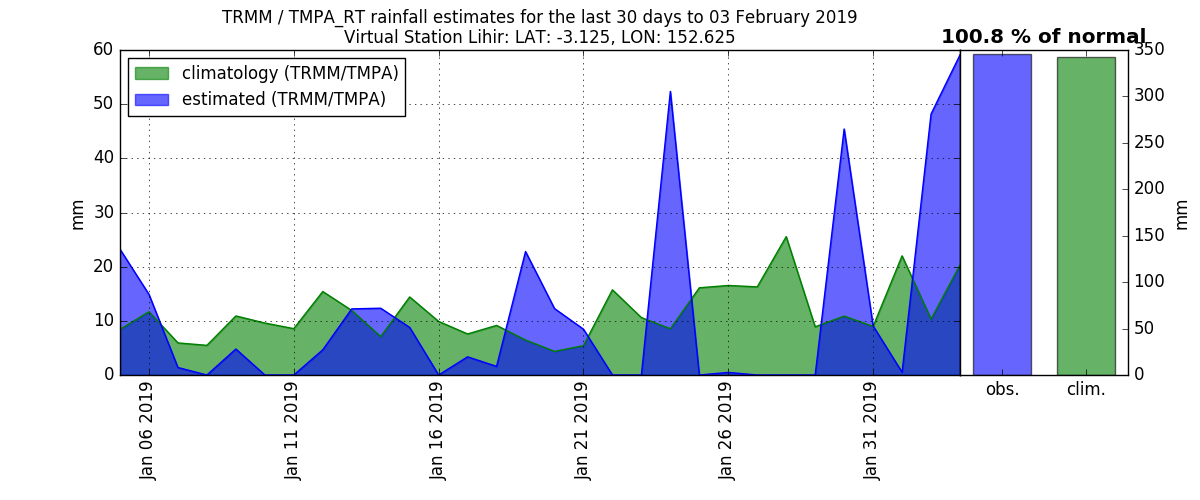 TRMM / TMPA_RT rainfall estimates for the last 30 days to 03 February 2019
Virtual Station Lihir: LAT: -3.125, LON: 152.625
100.8 % of normal
climatology (TRMM/TMPA)
estimated (TRMM/TMPA)
60
50
40
30
20
10
0
mm
Jan 06 2019
Jan 11 2019
Jan 16 2019
Jan 21 2019
Jan 26 2019
Jan 31 2019
obs.
clim.
350
300
250
200
150
100
50
0
mm